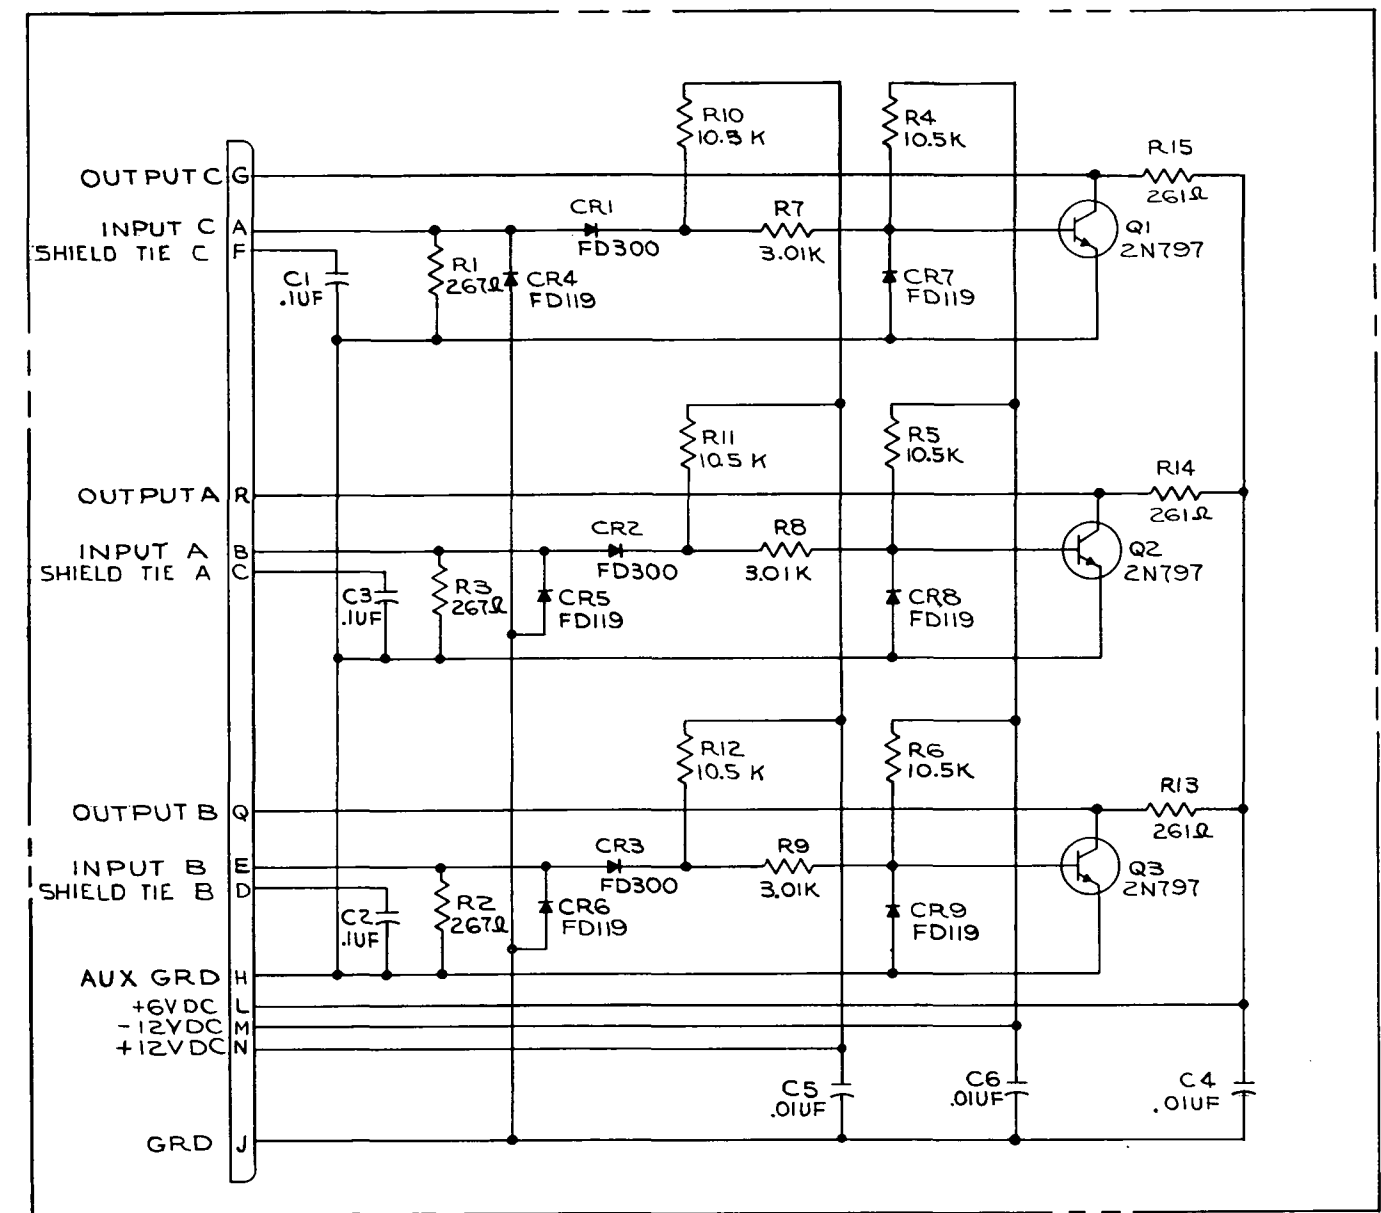 R10
10.5 K
R4
10.5K
R15
261Ω
OUTPUT C G
INPUT C A
SHIELD TIE C F
CR1
FD300
R7
3.01K
Q1
2N797
C1
.1UF
R1
267Ω
CR4
FD119
CR7
FD119
R11
10.5 K
R5
10.5K
R14
261Ω
OUTPUT A R
INPUT A B
SHIELD TIE A C
CR2
FD300
R8
3.01K
Q2
2N797
C3
.1UF
R3
267Ω
CR5
FD119
CR8
FD119
R12
10.5 K
R6
10.5K
R13
261Ω
OUTPUT B Q
INPUT B E
SHIELD TIE B D
CR3
FD300
R9
3.01K
Q3
2N797
C2
.1UF
R2
267Ω
CR6
FD119
CR9
FD119
AUX GRD H
+6VDC L
-12VDC M
+12VDC N
C5
.01UF
C6
.01UF
C4
.01UF
GRD J